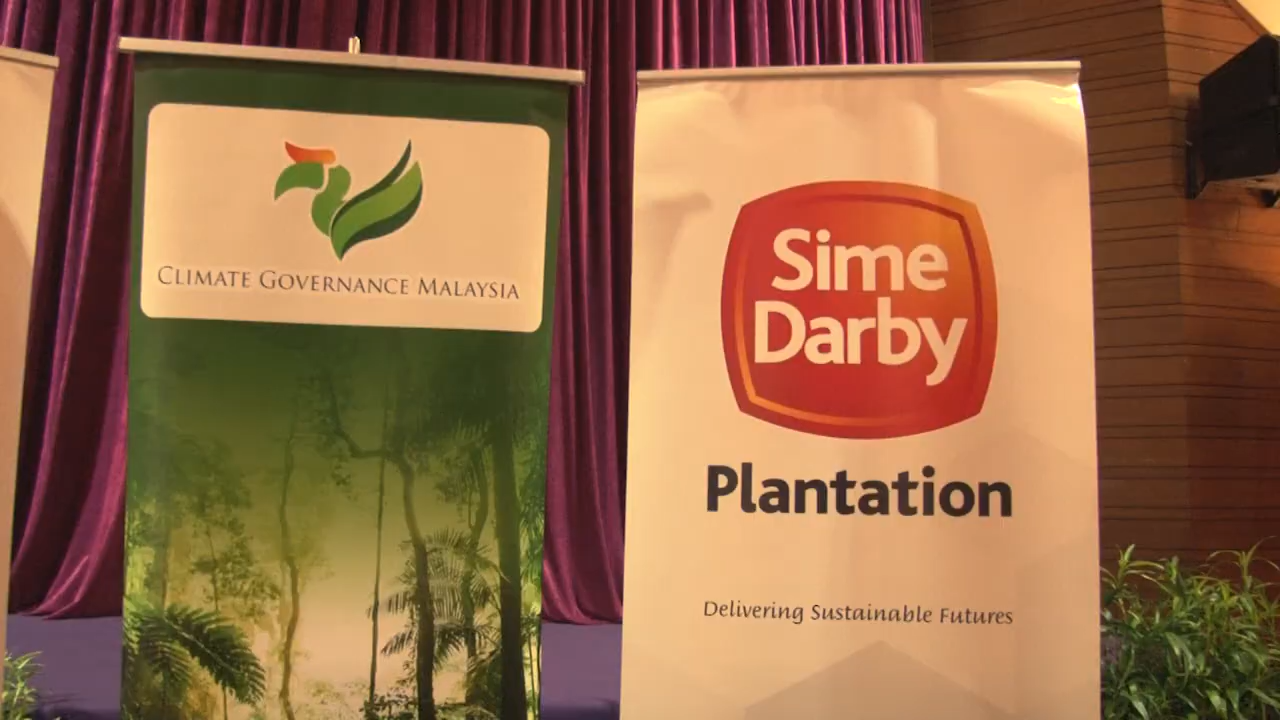 CLIMATE GOVERNANCE MALAYSIA
Sime
Darby
Plantation
Delivering Sustainable Futures